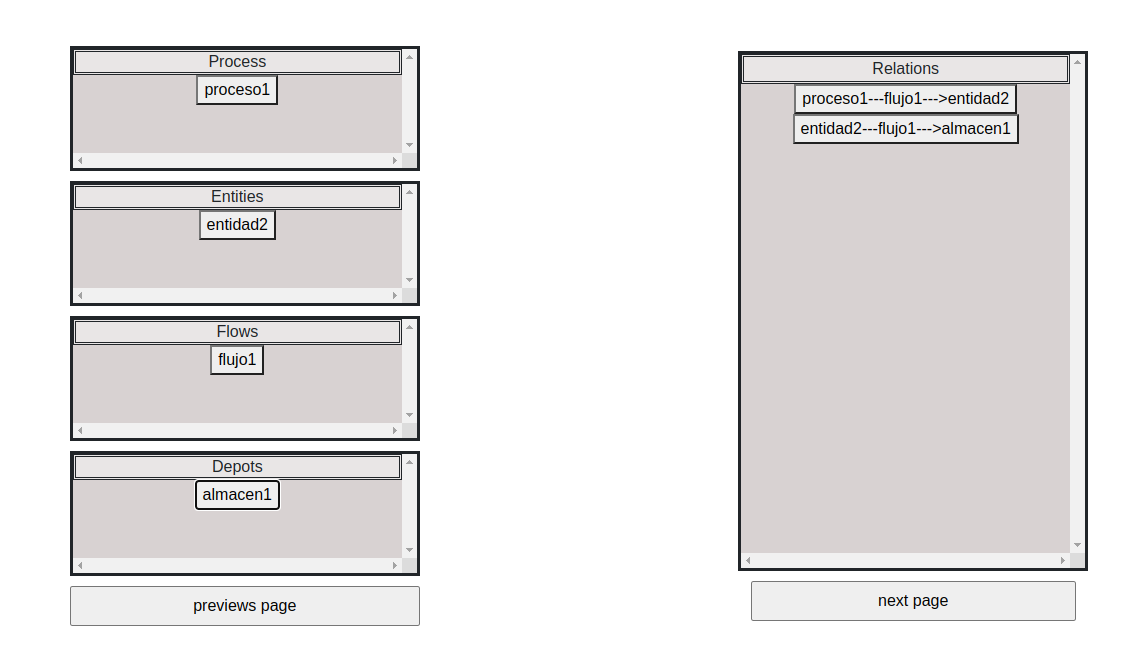 Process
proceso1
Entities
entidad2
Flows
flujo1
Depots
almacen1
previews page
Relations
proceso1---flujo1--->entidad2
entidad2---flujo1--->almacen1
next page